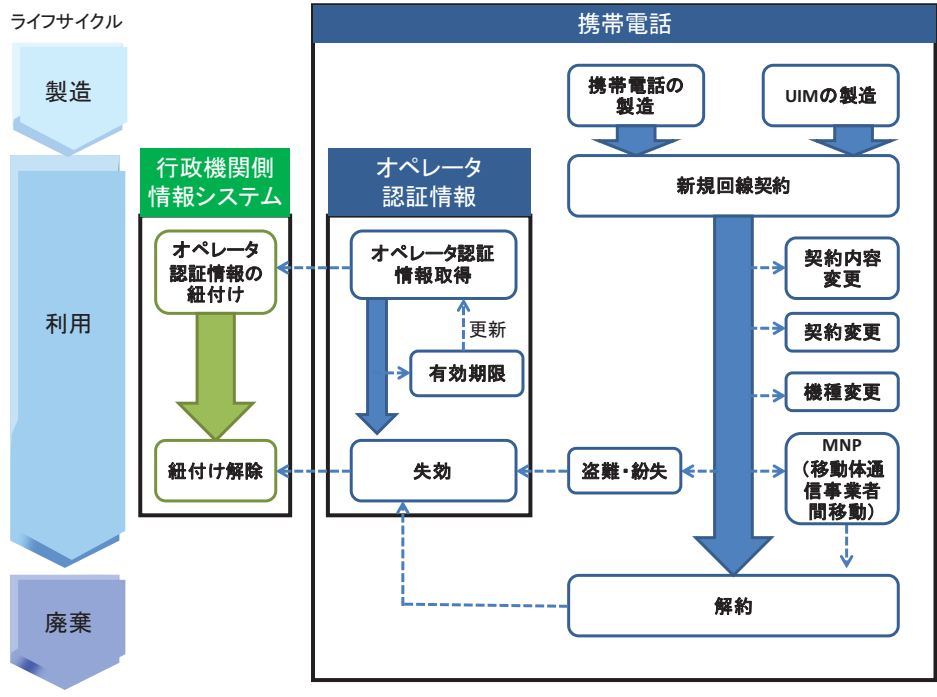 ライフサイクル
携帯電話
製造
携帯電話の
製造
UIMの製造
行政機関側
情報システム
オペレータ
認証情報
新規回線契約
オペレータ
認証情報の
紐付け
オペレータ認証
情報取得
契約内容
変更
利用
更新
契約変更
有効期限
機種変更
紐付け解除
失効
盗難・紛失
MNP
(移動体通
信事業者
間移動)
解約
廃棄